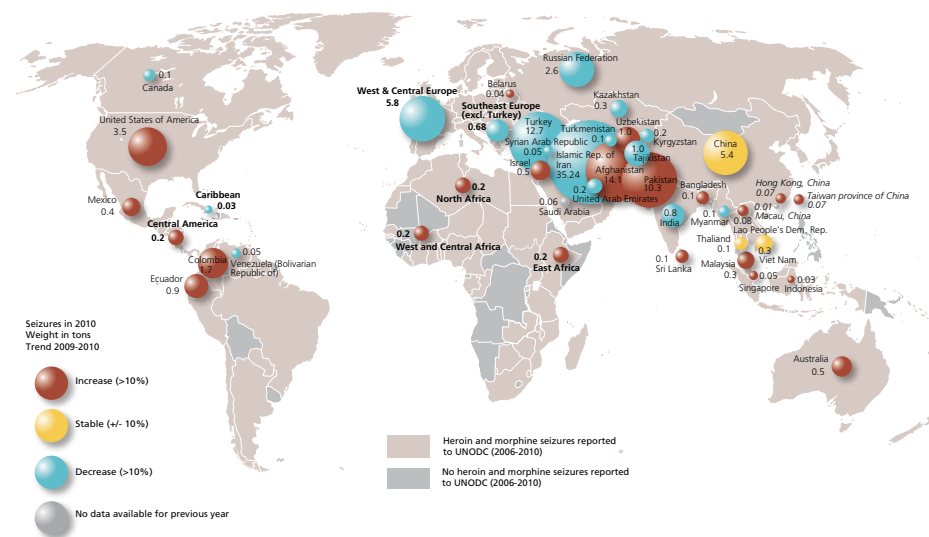 Russian Federation
2.6
0.1
Canada
West & Central Europe
5.8
Belarus
0.04
Kazakhstan
0.3
Southeast Europe
(excl. Turkey)
0.68
United States of America
3.5
Turkey
12.7
Turkmenistan
0.1
Uzbekistan
1.0
0.2
Kyrgyzstan
Syrian Arab Republic
0.05
1.0
Tajixistan
China
5.4
Israel
0.5
Islamic Rep. of
Iran
35.24
Afghanistan
14.1
Pakistan
10.3
0.2
United Arab Emirates
0.06
Saudi Arabia
Bangladesh
0.1
Hong Kong, China
0.07
Taiwan province of China
0.07
0.01
Macau, China
Mexico
0.4
Caribbean
0.03
0.2
North Africa
Central America
0.2
0.8
India
0.1
Myanmar
0.08
Lao People's Dem. Rep.
0.2
West and Central Africa
Thailand
0.1
0.3
Viet Nam
Colombia
1.7
0.05
Venezuela (Bolivarian
Republic of)
0.2
East Africa
0.1
Sri Lanka
Malaysia
0.3
0.05
Singapore
0.03
Indonesia
Ecuador
0.9
Seizures in 2010
Weight in tons
Trend 2009-2010
Australia
0.5
Increase (>10%)
Stable (+/- 10%)
Decrease (>10%)
No data available for previous year
Heroin and morphine seizures reported
to UNODC (2006-2010)
No heroin and morphine seizures reported
to UNODC (2006-2010)